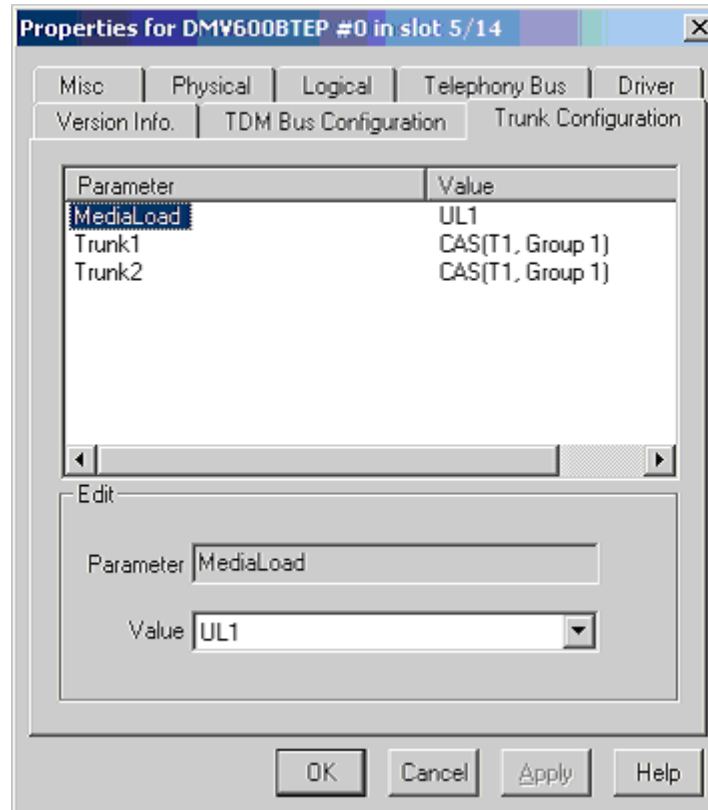 Properties for DMV600BTEP #0 in slot 5/14
Misc Physical Logical Telephony Bus Driver
Version Info. TDM Bus Configuration Trunk Configuration
Parameter Value
MediaLoad UL1
Trunk1 CAS(T1, Group 1)
Trunk2 CAS(T1, Group 1)
Edit
Parameter MediaLoad
Value UL1
OK Cancel Apply Help